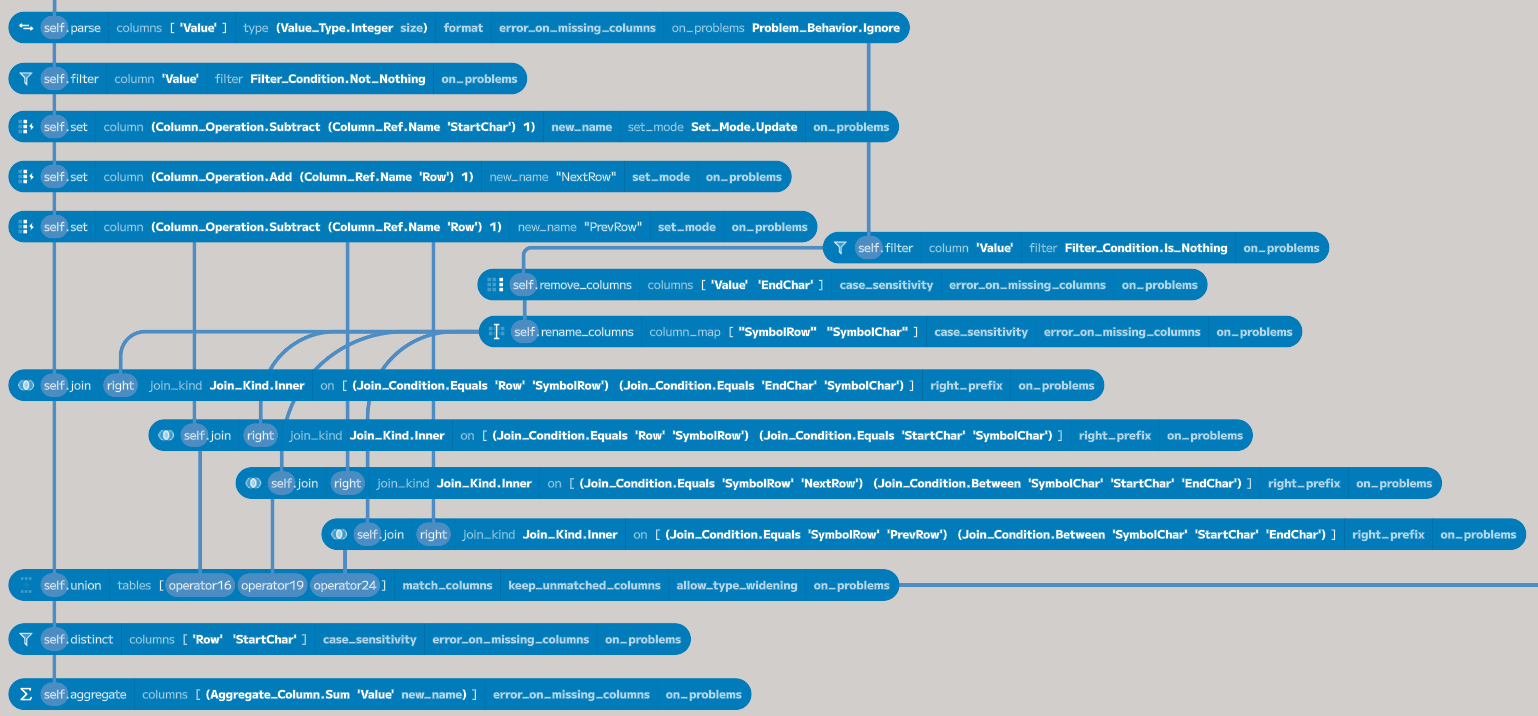 self.parse columns [ 'Value' ] type (Value_Type.Integer size) format error_on_missing_columns on_problems Problem_Behavior.Ignore
self.filter column 'Value' filter Filter_Condition.Not_Nothing on_problems
self.set column (Column_Operation.Subtract (Column_Ref.Name 'StartChar') 1) new_name set_mode Set_Mode.Update on_problems
self.set column (Column_Operation.Add (Column_Ref.Name 'Row') 1) new_name "NextRow" set_mode on_problems
self.set column (Column_Operation.Subtract (Column_Ref.Name 'Row') 1) new_name "PrevRow" set_mode on_problems
self.filter column 'Value' filter Filter_Condition.Is_Nothing on_problems
self.remove_columns columns [ 'Value' 'EndChar' ] case_sensitivity error_on_missing_columns on_problems
self.rename_columns column_map [ "SymbolRow" "SymbolChar" ] case_sensitivity error_on_missing_columns on_problems
self.join right join_kind Join_Kind.Inner on [ (Join_Condition.Equals 'Row' 'SymbolRow') (Join_Condition.Equals 'EndChar' 'SymbolChar') ] right_prefix on_problems
self.join right join_kind Join_Kind.Inner on [ (Join_Condition.Equals 'Row' 'SymbolRow') (Join_Condition.Equals 'StartChar' 'SymbolChar') ] right_prefix on_problems
self.join right join_kind Join_Kind.Inner on [ (Join_Condition.Equals 'SymbolRow' 'NextRow') (Join_Condition.Between 'SymbolChar' 'StartChar' 'EndChar') ] right_prefix on_problems
self.join right join_kind Join_Kind.Inner on [ (Join_Condition.Equals 'SymbolRow' 'PrevRow') (Join_Condition.Between 'SymbolChar' 'StartChar' 'EndChar') ] right_prefix on_problems
self.union tables [ operator16 operator19 operator24 ] match_columns keep_unmatched_columns allow_type_widening on_problems
self.distinct columns [ 'Row' 'StartChar' ] case_sensitivity error_on_missing_columns on_problems
self.aggregate columns [ (Aggregate_Column.Sum 'Value' new_name) ] error_on_missing_columns on_problems